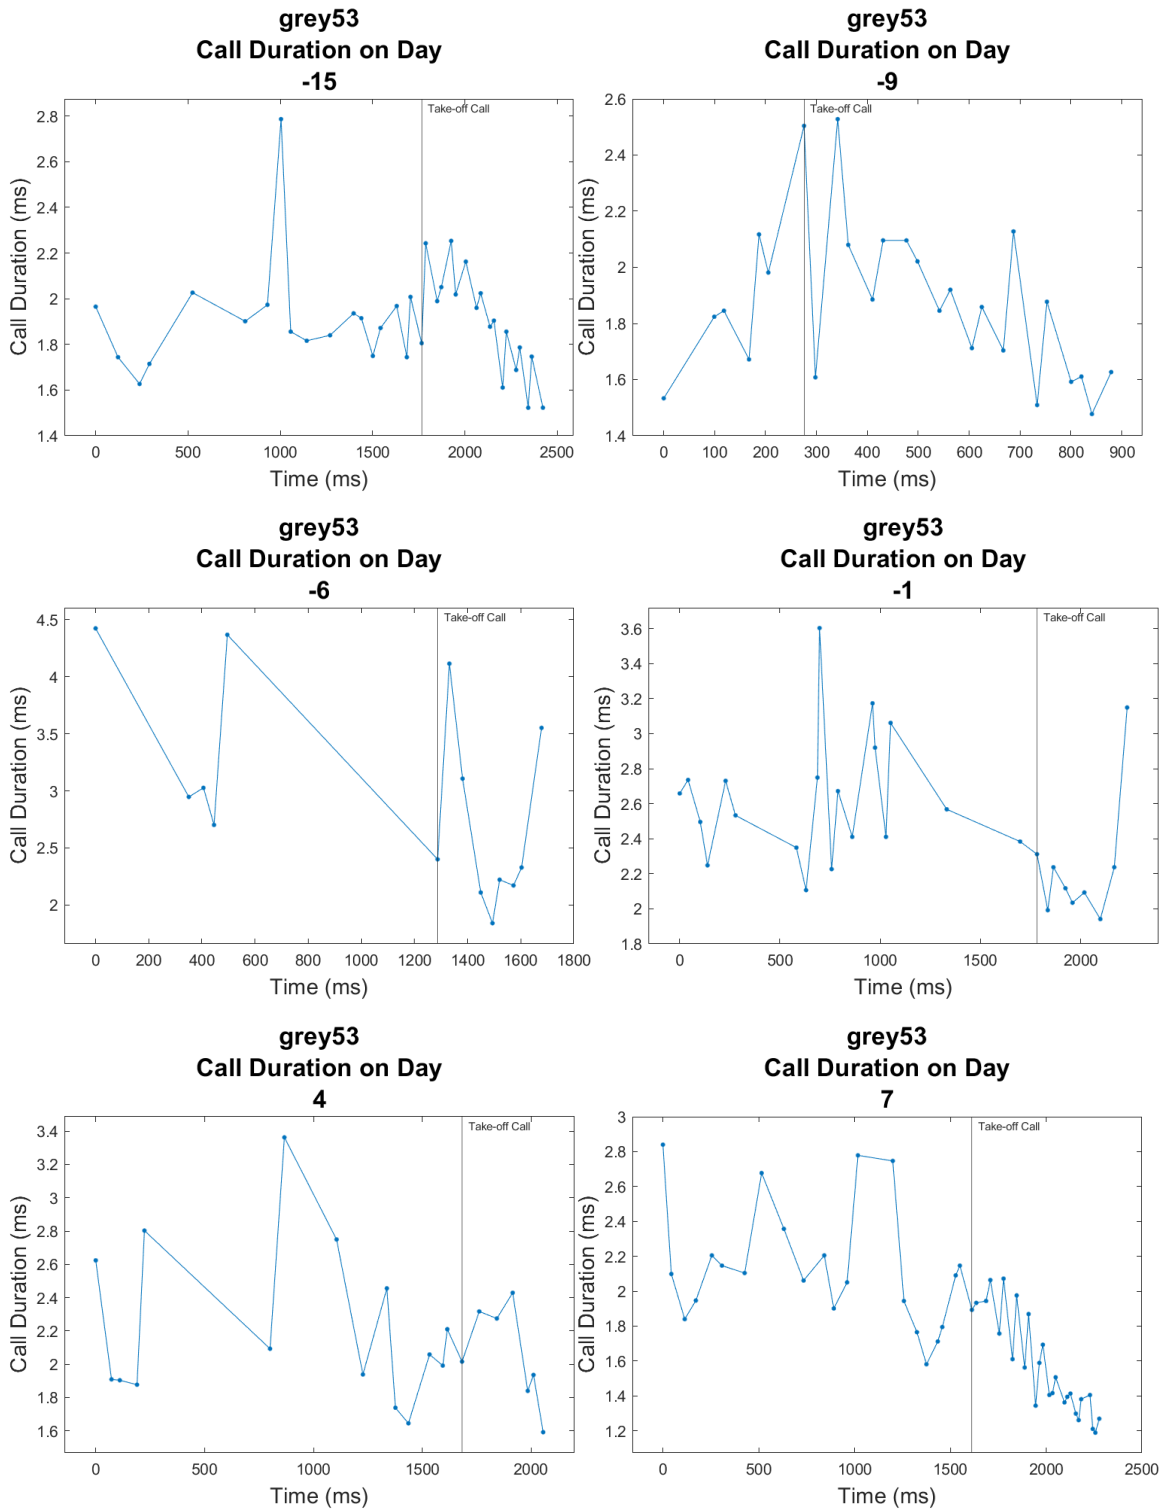 grey53
Call Duration on Day
-15
Take-off Call
2.8
2.6
2.4
2.2
2
1.8
1.6
1.4
Call Duration (ms)
0 500 1000 1500 2000 2500
Time (ms)
grey53
Call Duration on Day
-9
Take-off Call
2.6
2.4
2.2
2
1.8
1.6
1.4
Call Duration (ms)
0 100 200 300 400 500 600 700 800 900
Time (ms)
grey53
Call Duration on Day
-6
Take-off Call
4.5
4
3.5
3
2.5
2
Call Duration (ms)
0 200 400 600 800 1000 1200 1400 1600 1800
Time (ms)
grey53
Call Duration on Day
-1
Take-off Call
3.6
3.4
3.2
3
2.8
2.6
2.4
2.2
2
1.8
Call Duration (ms)
0 500 1000 1500 2000
Time (ms)
grey53
Call Duration on Day
4
Take-off Call
3.4
3.2
3
2.8
2.6
2.4
2.2
2
1.8
1.6
Call Duration (ms)
0 500 1000 1500 2000
Time (ms)
grey53
Call Duration on Day
7
Take-off Call
3
2.8
2.6
2.4
2.2
2
1.8
1.6
1.4
1.2
Call Duration (ms)
0 500 1000 1500 2000 2500
Time (ms)